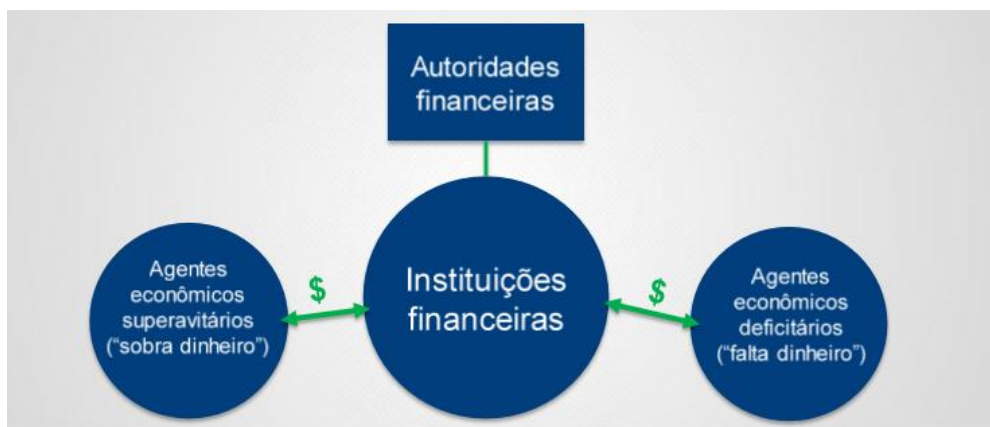 Autoridades
financeiras
Agentes
econômicos
superavitários
(“sobra dinheiro”)
$
Instituições
financeiras
$
Agentes
econômicos
deficitários
(“falta dinheiro”)